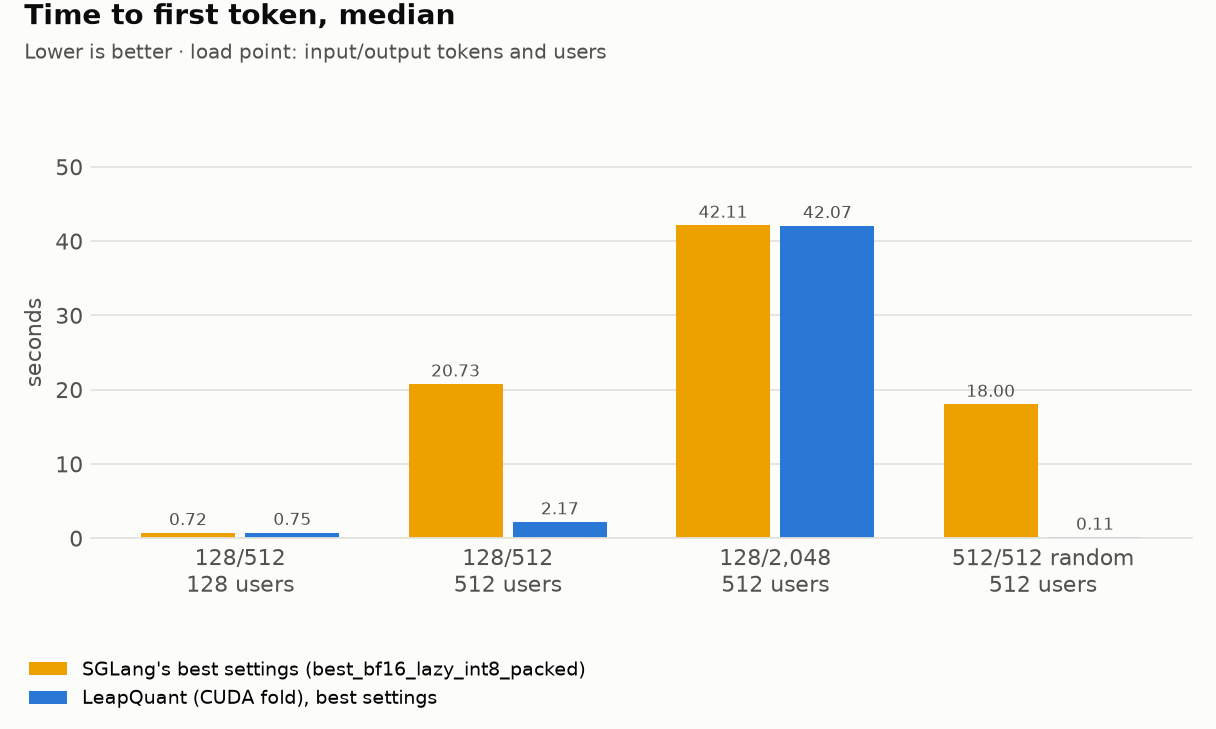 Time to first token, median
Lower is better · load point: input/output tokens and users
seconds
50
40
30
20
10
0
0.72
0.75
20.73
2.17
42.11
42.07
18.00
0.11
128/512
128 users
128/512
512 users
128/2,048
512 users
512/512 random
512 users
SGLang's best settings (best_bf16_lazy_int8_packed)
LeapQuant (CUDA fold), best settings